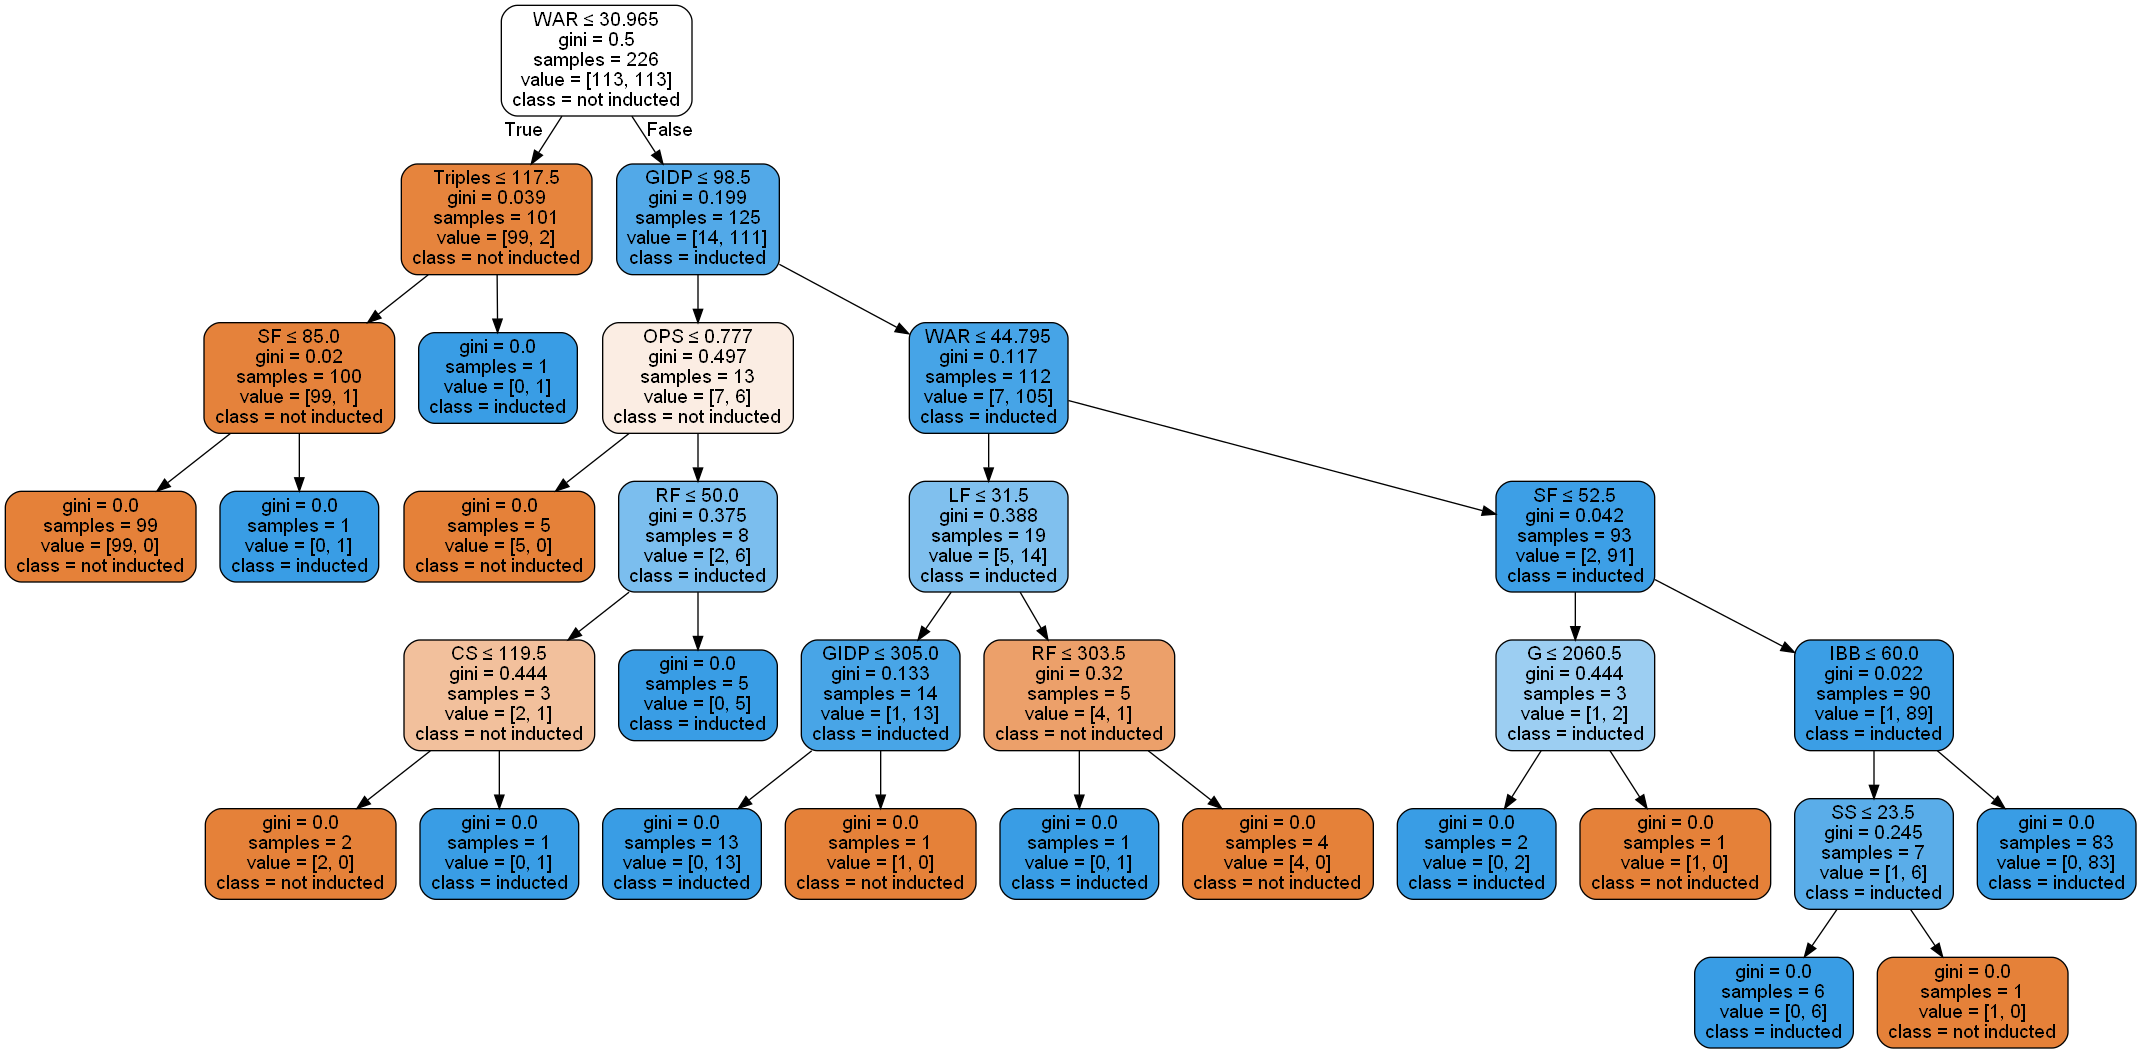 WAR ≤ 30.965
gini = 0.5
samples = 226
value = [113, 113]
class = not inducted
True
False
Triples ≤ 117.5
gini = 0.039
samples = 101
value = [99, 2]
class = not inducted
GIDP ≤ 98.5
gini = 0.199
samples = 125
value = [14, 111]
class = inducted
SF ≤ 85.0
gini = 0.02
samples = 100
value = [99, 1]
class = not inducted
gini = 0.0
samples = 1
value = [0, 1]
class = inducted
OPS ≤ 0.777
gini = 0.497
samples = 13
value = [7, 6]
class = not inducted
WAR ≤ 44.795
gini = 0.117
samples = 112
value = [7, 105]
class = inducted
gini = 0.0
samples = 99
value = [99, 0]
class = not inducted
gini = 0.0
samples = 1
value = [0, 1]
class = inducted
gini = 0.0
samples = 5
value = [5, 0]
class = not inducted
RF ≤ 50.0
gini = 0.375
samples = 8
value = [2, 6]
class = inducted
LF ≤ 31.5
gini = 0.388
samples = 19
value = [5, 14]
class = inducted
SF ≤ 52.5
gini = 0.042
samples = 93
value = [2, 91]
class = inducted
CS ≤ 119.5
gini = 0.444
samples = 3
value = [2, 1]
class = not inducted
gini = 0.0
samples = 5
value = [0, 5]
class = inducted
GIDP ≤ 305.0
gini = 0.133
samples = 14
value = [1, 13]
class = inducted
RF ≤ 303.5
gini = 0.32
samples = 5
value = [4, 1]
class = not inducted
G ≤ 2060.5
gini = 0.444
samples = 3
value = [1, 2]
class = inducted
IBB ≤ 60.0
gini = 0.022
samples = 90
value = [1, 89]
class = inducted
gini = 0.0
samples = 2
value = [2, 0]
class = not inducted
gini = 0.0
samples = 1
value = [0, 1]
class = inducted
gini = 0.0
samples = 13
value = [0, 13]
class = inducted
gini = 0.0
samples = 1
value = [1, 0]
class = not inducted
gini = 0.0
samples = 1
value = [0, 1]
class = inducted
gini = 0.0
samples = 4
value = [4, 0]
class = not inducted
gini = 0.0
samples = 2
value = [0, 2]
class = inducted
gini = 0.0
samples = 1
value = [1, 0]
class = not inducted
SS ≤ 23.5
gini = 0.245
samples = 7
value = [1, 6]
class = inducted
gini = 0.0
samples = 83
value = [0, 83]
class = inducted
gini = 0.0
samples = 6
value = [0, 6]
class = inducted
gini = 0.0
samples = 1
value = [1, 0]
class = not inducted